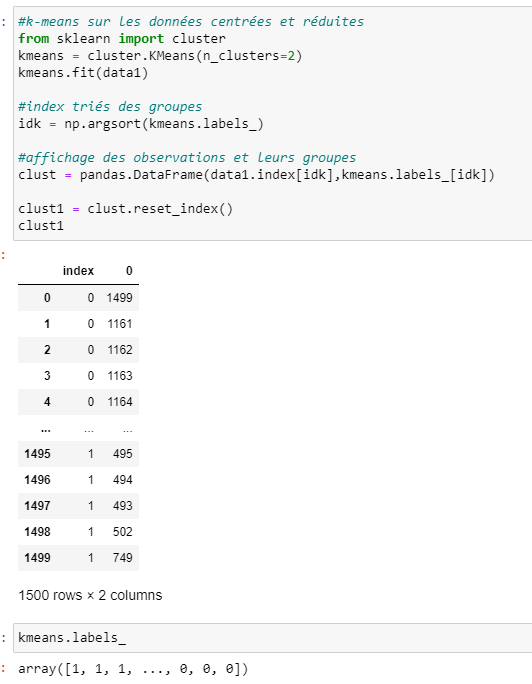 : #k-means sur les données centrées et réduites
from sklearn import cluster
kmeans = cluster.KMeans(n_clusters=2)
kmeans.fit(data1)
#index triés des groupes
idk = np.argsort(kmeans.labels_)
#affichage des observations et leurs groupes
clust = pandas.DataFrame(data1.index[idk],kmeans.labels_[idk])
clust1 = clust.reset_index()
clust1
:
index 0
0 0 1499
1 0 1161
2 0 1162
3 0 1163
4 0 1164
... ... ...
1495 1 495
1496 1 494
1497 1 493
1498 1 502
1499 1 749
1500 rows × 2 columns
: kmeans.labels_
: array([1, 1, 1, ..., 0, 0, 0])